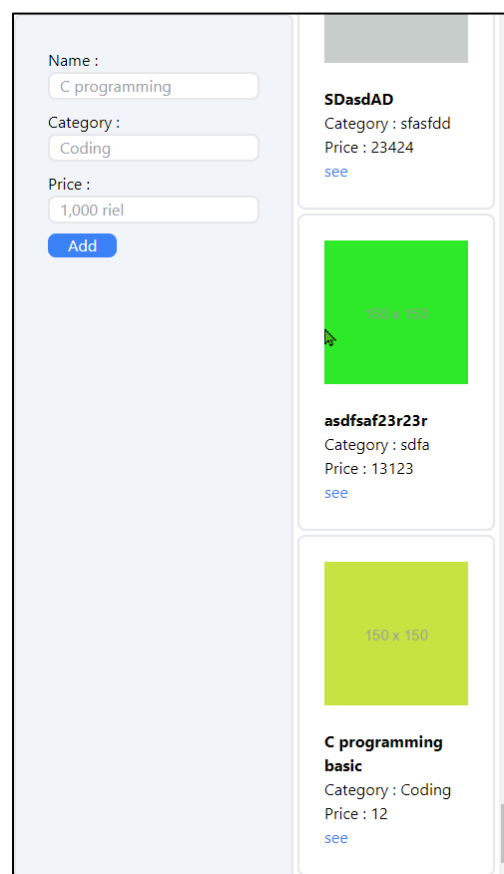 Name :
C programming
Category :
Coding
Price :
1,000 riel
Add
SDasdAD
Category : sfasfdd
Price : 23424
see
150 x 150
asdfsaf23r23r
Category : sdfa
Price : 13123
see
150 x 150
C programming
basic
Category : Coding
Price : 12
see